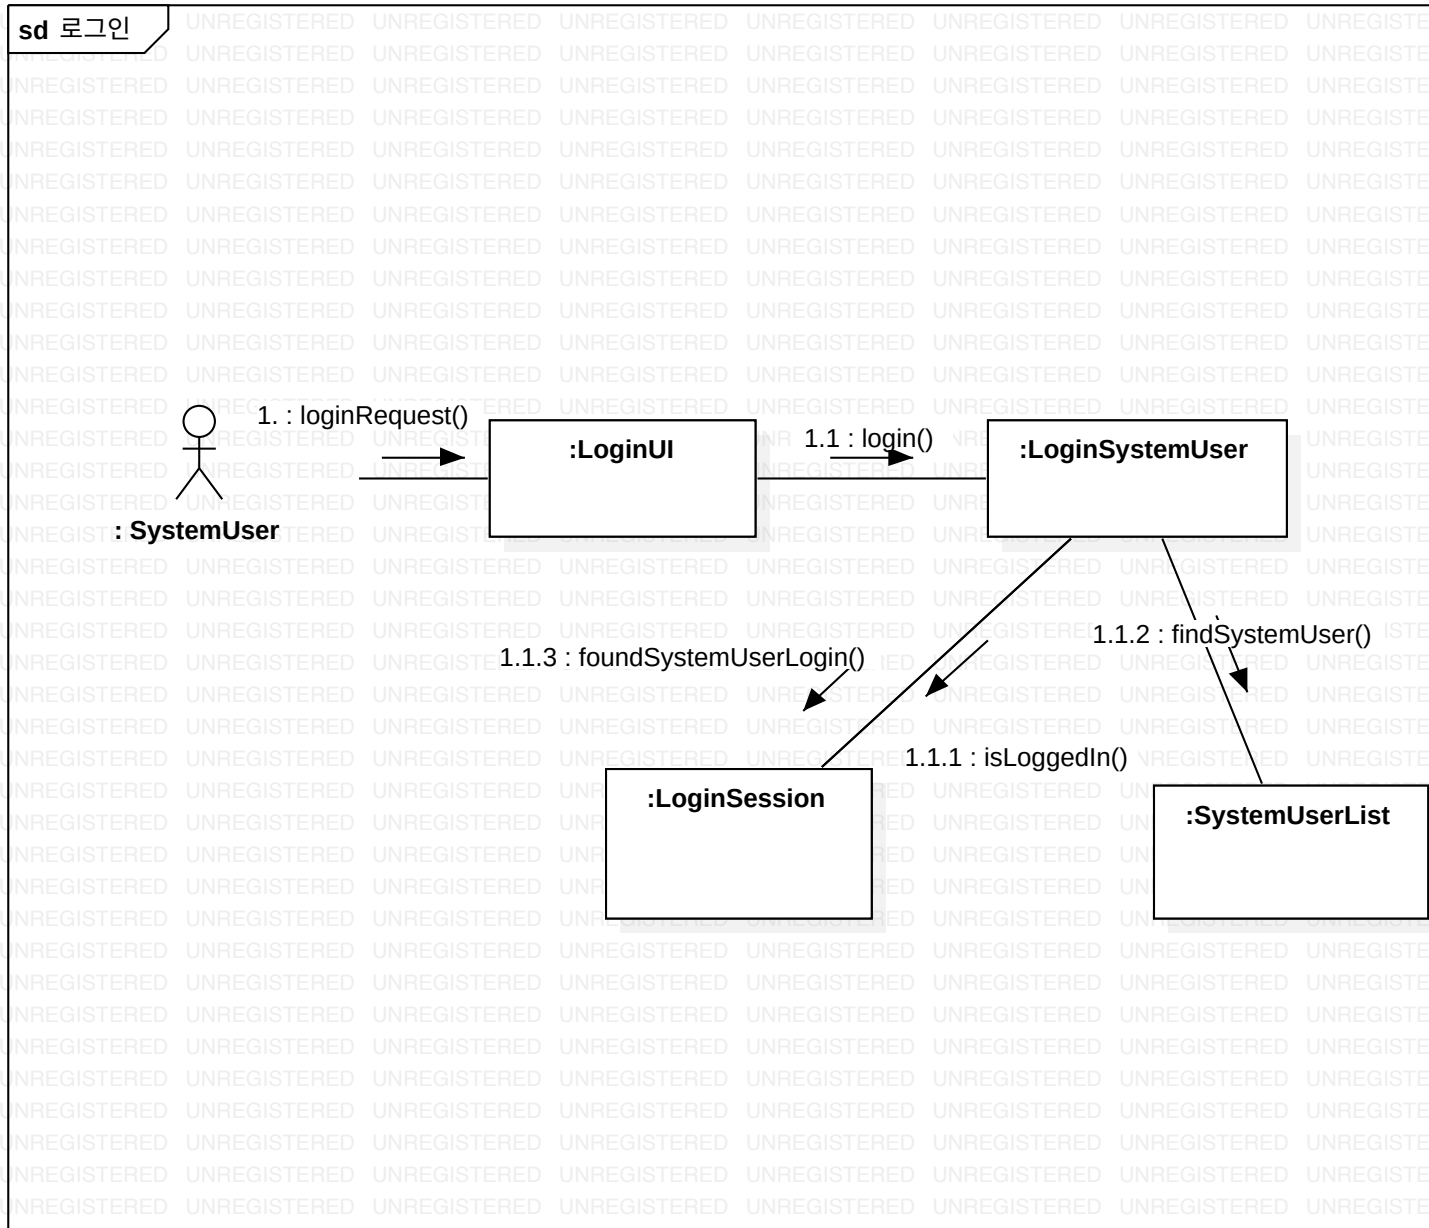 sd 로그인
1. : loginRequest()
: SystemUser
:LoginUI
1.1 : login()
:LoginSystemUser
1.1.3 : foundSystemUserLogin()
1.1.2 : findSystemUser()
1.1.1 : isLoggedIn()
:LoginSession
:SystemUserList
UNREGISTERED